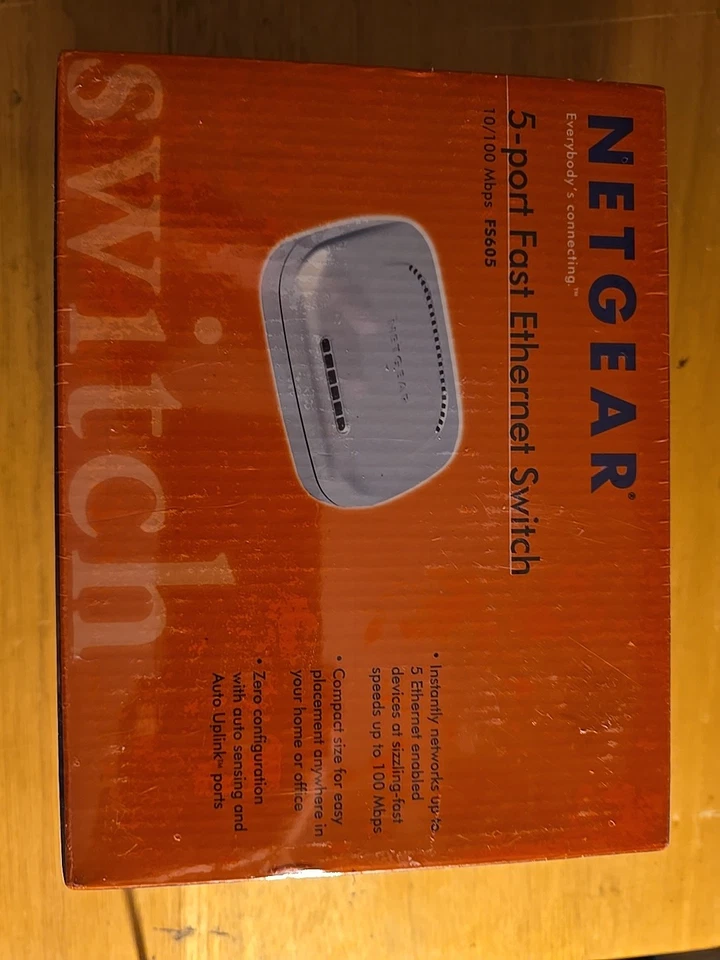 NETGEAR®
Everybody's connecting.™
5-port Fast Ethernet Switch
10/100 Mbps FS605
NETGEAR
• Instantly networks up to
5 Ethernet enabled
devices at sizzling-fast
speeds up to 100 Mbps
• Compact size for easy
placement anywhere in
your home or office
• Zero configuration
with auto sensing and
Auto Uplink™ ports
switch